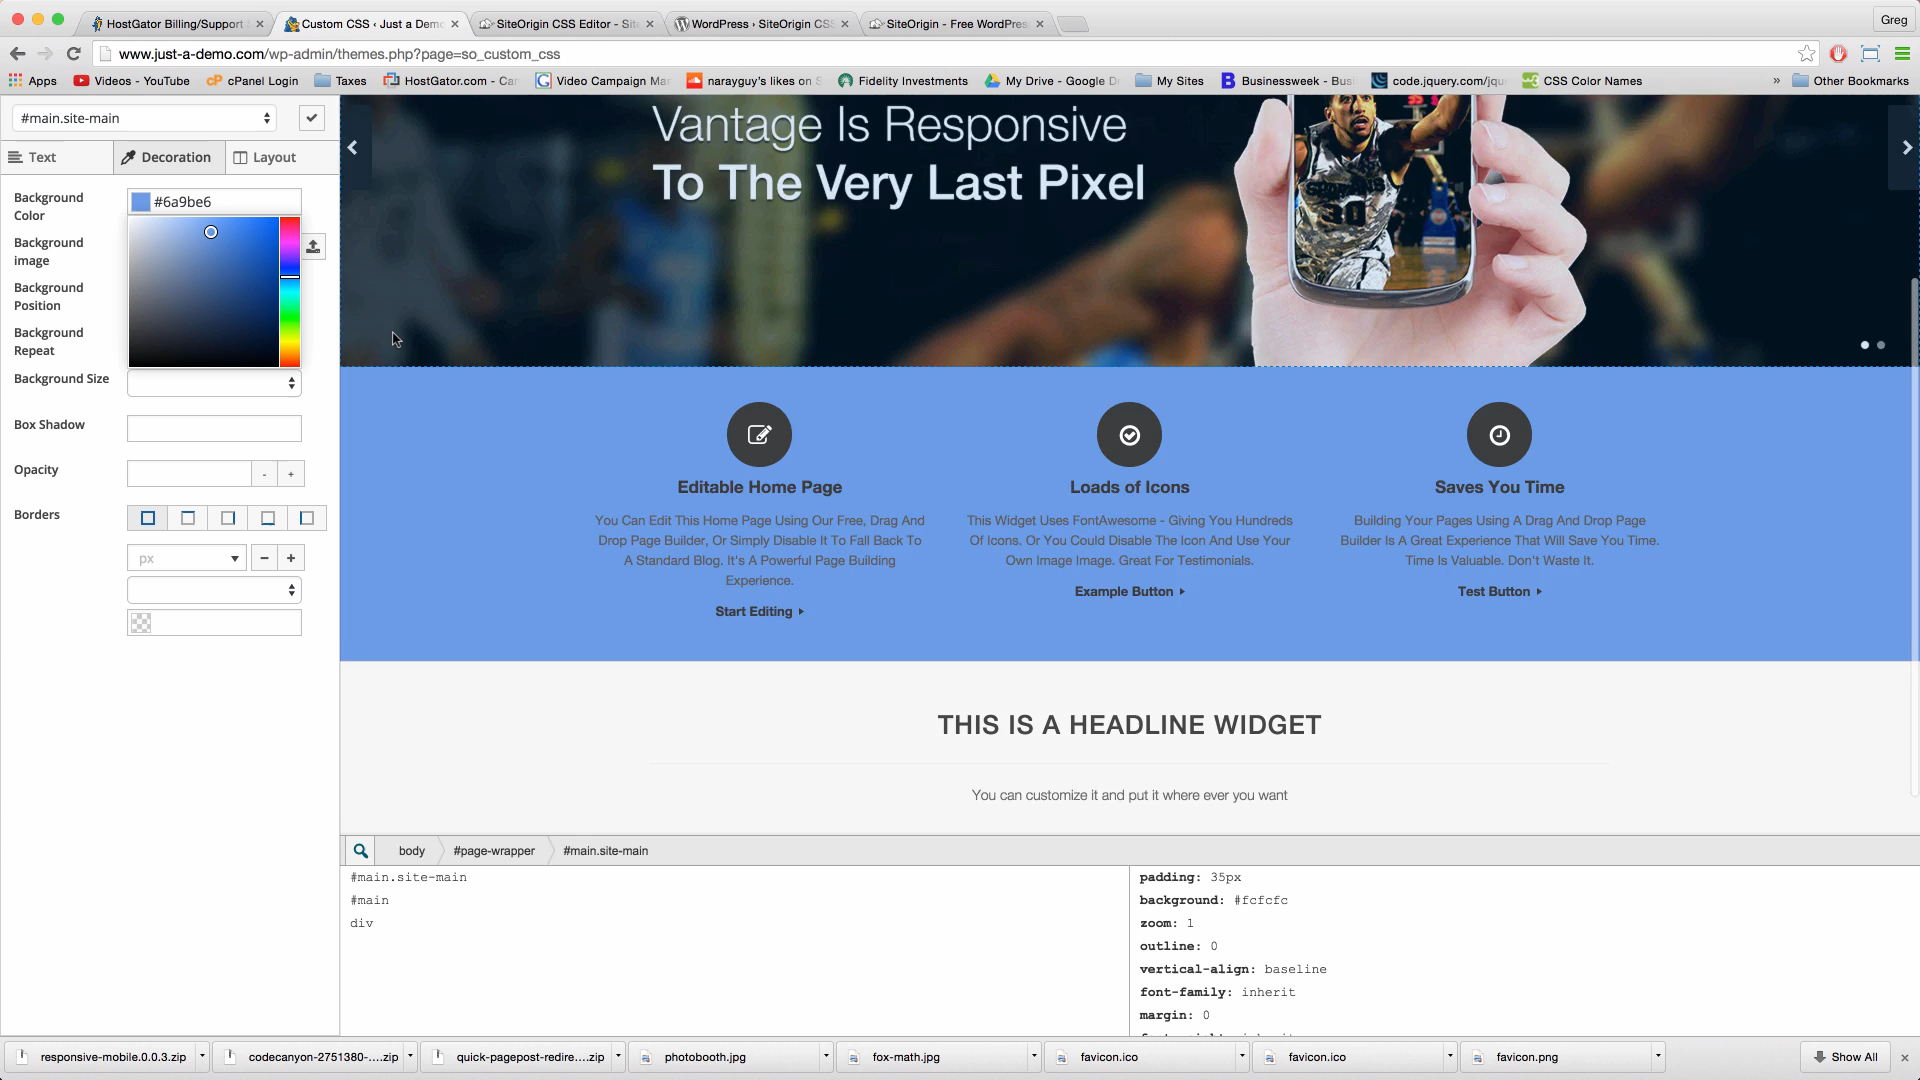 HostGator Billing/Support
Custom CSS ‹ Just a Demo
SiteOrigin CSS Editor - Site
WordPress › SiteOrigin CSS
SiteOrigin - Free WordPress
Greg
www.just-a-demo.com/wp-admin/themes.php?page=so_custom_css
Apps
Videos - YouTube
cPanel Login
Taxes
HostGator.com - Car
Video Campaign Mar
narayguy's likes on S
Fidelity Investments
My Drive - Google D
My Sites
Businessweek - Bus
code.jquery.com/jqu
CSS Color Names
»
Other Bookmarks
#main.site-main
Text
Decoration
Layout
Background
Color
#6a9be6
Background
image
Background
Position
Background
Repeat
Background Size
Box Shadow
Opacity
-
+
Borders
px
Vantage Is Responsive
To The Very Last Pixel
30
Editable Home Page
You Can Edit This Home Page Using Our Free, Drag And
Drop Page Builder, Or Simply Disable It To Fall Back To
A Standard Blog. It's A Powerful Page Building
Experience.
Start Editing
Loads of Icons
This Widget Uses FontAwesome - Giving You Hundreds
Of Icons. Or You Could Disable The Icon And Use Your
Own Image Image. Great For Testimonials.
Example Button
Saves You Time
Building Your Pages Using A Drag And Drop Page
Builder Is A Great Experience That Will Save You Time.
Time Is Valuable. Don't Waste It.
Test Button
THIS IS A HEADLINE WIDGET
You can customize it and put it where ever you want
body
#page-wrapper
#main.site-main
#main.site-main
#main
div
padding: 35px
background: #fcfcfc
zoom: 1
outline: 0
vertical-align: baseline
font-family: inherit
margin: 0
responsive-mobile.0.0.3.zip
codecanyon-2751380-....zip
quick-pagepost-redire....zip
photobooth.jpg
fox-math.jpg
favicon.ico
favicon.ico
favicon.png
Show All